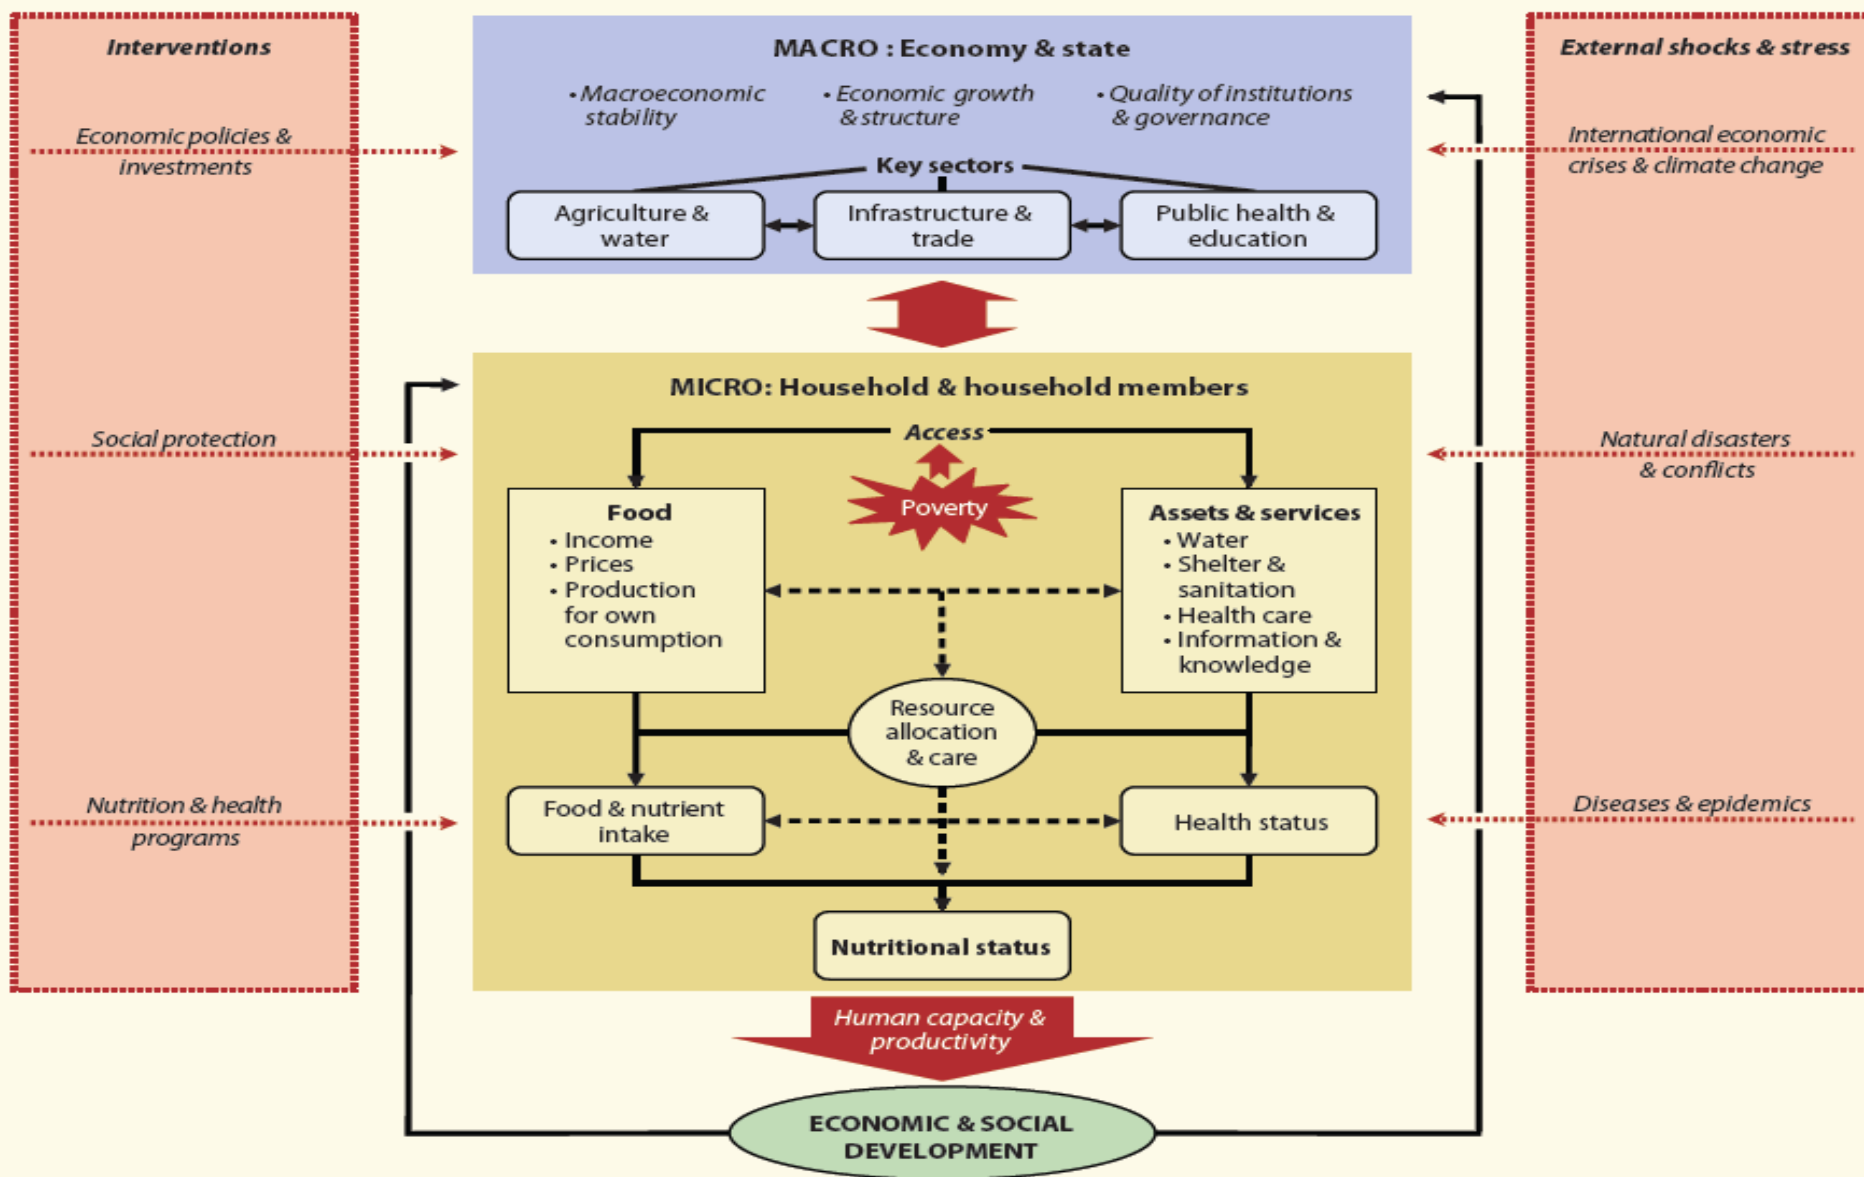 Interventions
Economic policies &
investments
Social protection
Nutrition & health
programs
MACRO : Economy & state
• Macroeconomic
stability
• Economic growth
& structure
• Quality of institutions
& governance
Key sectors
Agriculture &
water
Infrastructure &
trade
Public health &
education
MICRO: Household & household members
Access
Poverty
Food
• Income
• Prices
• Production
for own
consumption
Assets & services
• Water
• Shelter &
sanitation
• Health care
• Information &
knowledge
Resource
allocation
& care
Food & nutrient
intake
Health status
Nutritional status
Human capacity &
productivity
ECONOMIC & SOCIAL
DEVELOPMENT
External shocks & stress
International economic
crises & climate change
Natural disasters
& conflicts
Diseases & epidemics